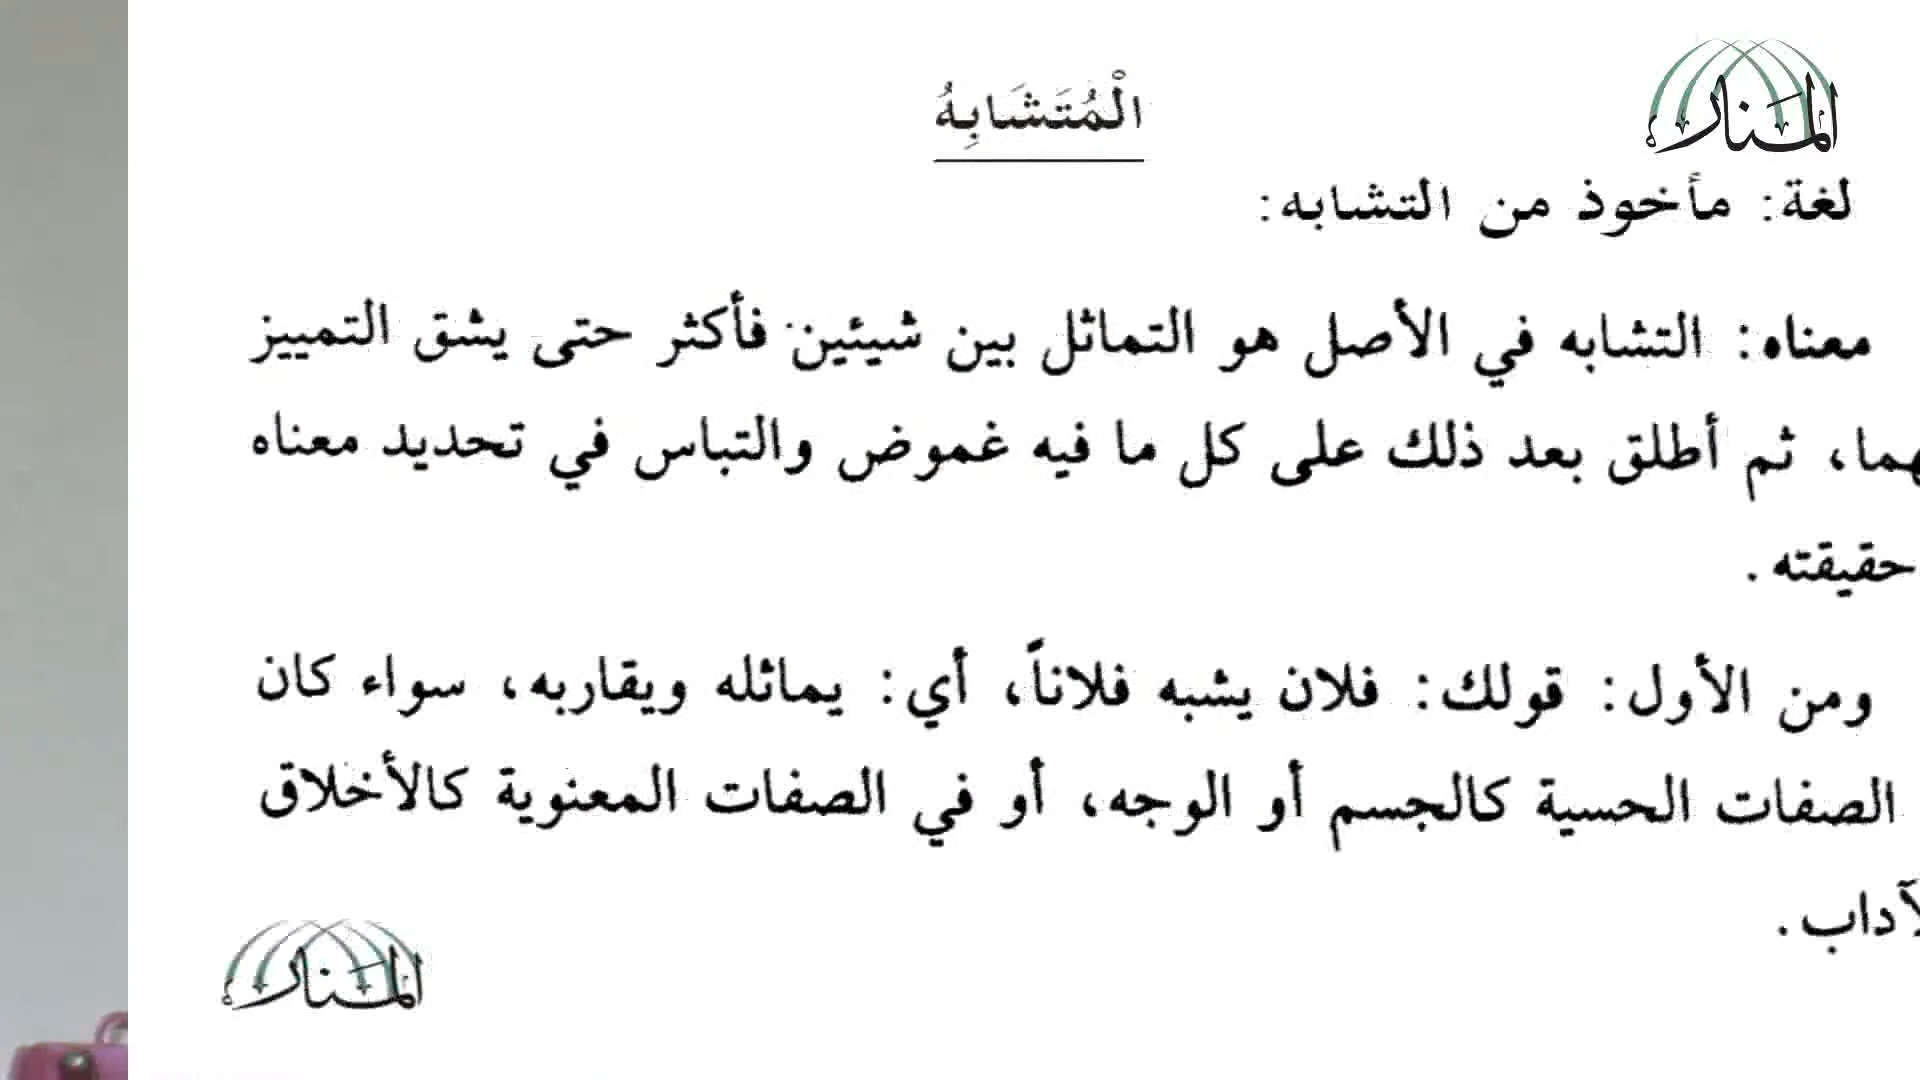 المنار
الْمُتَشَابِهُ
لغة: مأخوذ من التشابه:
معناه: التشابه في الأصل هو التماثل بين شيئين فأكثر حتى يشق التمييز
ثم أطلق بعد ذلك على كل ما فيه غموض والتباس في تحديد معناه
حقيقته.
ومن الأول: قولك: فلان يشبه فلاناً، أي: يماثله ويقاربه، سواء كان
الصفات الحسية كالجسم أو الوجه، أو في الصفات المعنوية كالأخلاق
المنار